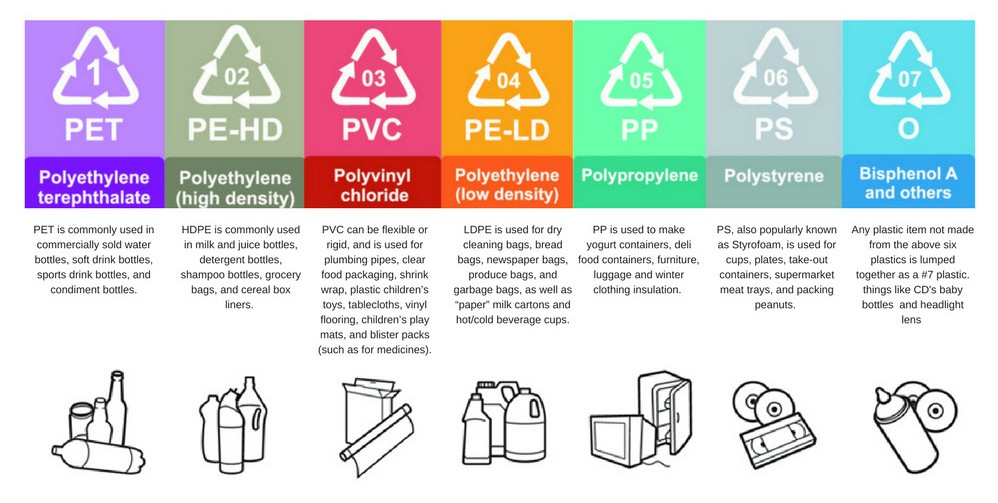 1
PET
Polyethylene
terephthalate
PET is commonly used in
commercially sold water
bottles, soft drink bottles,
sports drink bottles, and
condiment bottles.
02
PE-HD
Polyethylene
(high density)
HDPE is commonly used
in milk and juice bottles,
detergent bottles,
shampoo bottles, grocery
bags, and cereal box
liners.
03
PVC
Polyvinyl
chloride
PVC can be flexible or
rigid, and is used for
plumbing pipes, clear
food packaging, shrink
wrap, plastic children's
toys, tablecloths, vinyl
flooring, children's play
mats, and blister packs
(such as for medicines).
04
PE-LD
Polyethylene
(low density)
LDPE is used for dry
cleaning bags, bread
bags, newspaper bags,
produce bags, and
garbage bags, as well as
“paper” milk cartons and
hot/cold beverage cups.
05
PP
Polypropylene
PP is used to make
yogurt containers, deli
food containers, furniture,
luggage and winter
clothing insulation.
06
PS
Polystyrene
PS, also popularly known
as Styrofoam, is used for
cups, plates, take-out
containers, supermarket
meat trays, and packing
peanuts.
07
O
Bisphenol A
and others
Any plastic item not made
from the above six
plastics is lumped
together as a #7 plastic.
things like CD's baby
bottles and headlight
lens